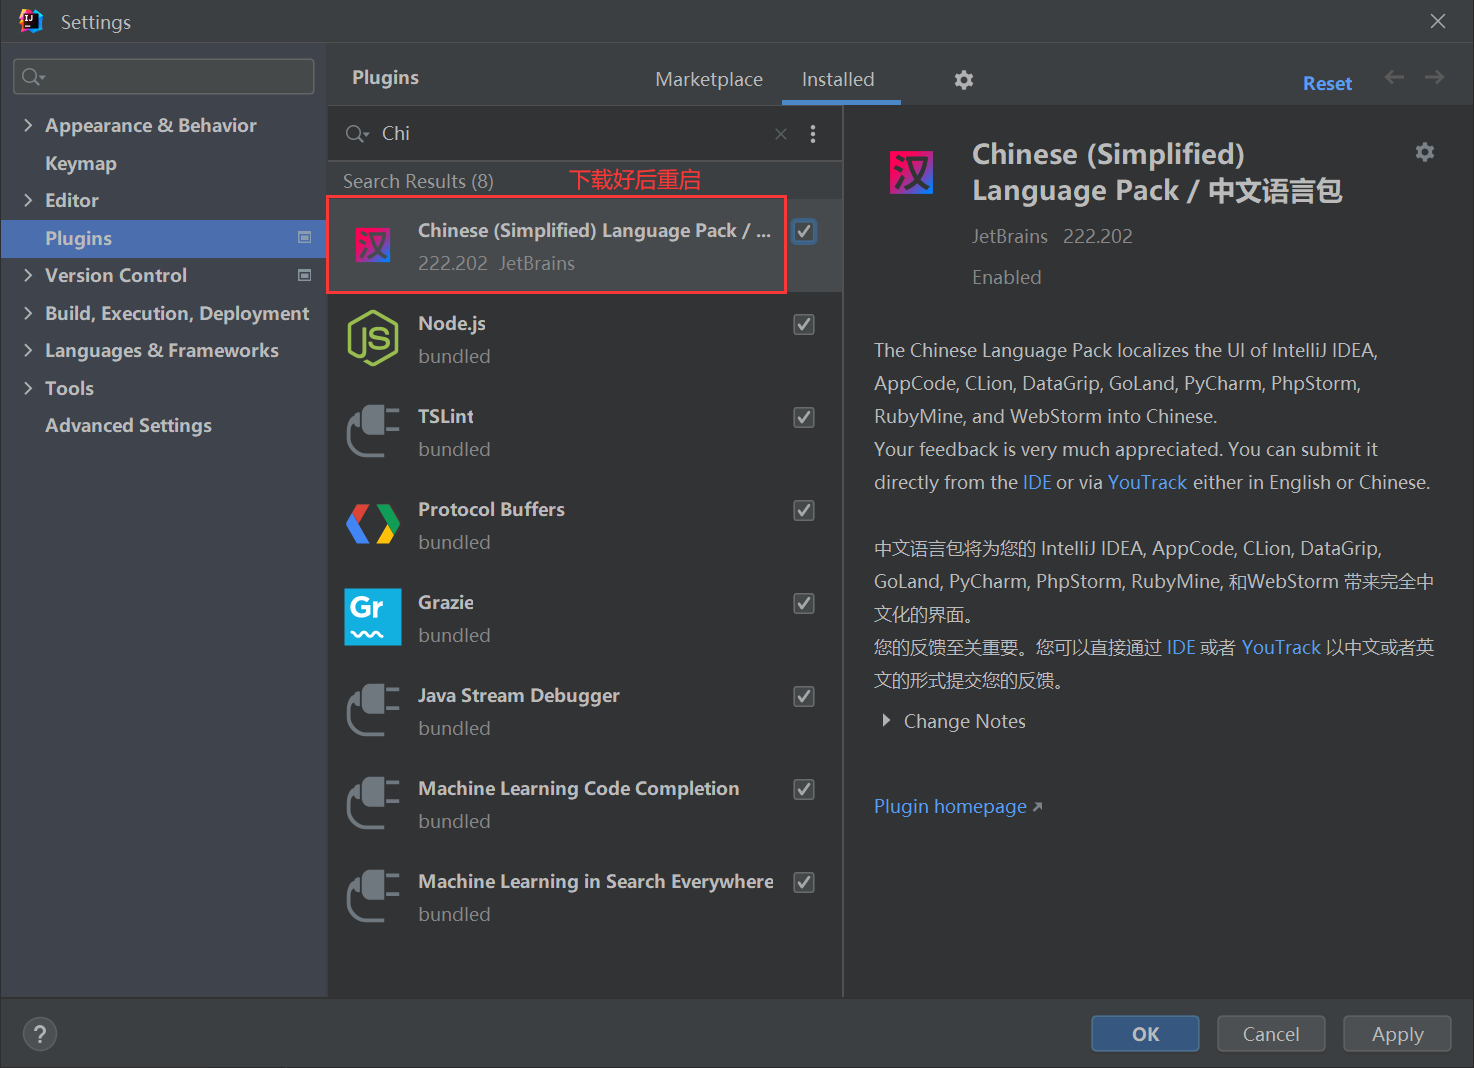 Settings
Appearance & Behavior
Keymap
Editor
Plugins
Version Control
Build, Execution, Deployment
Languages & Frameworks
Tools
Advanced Settings
Plugins
Marketplace
Installed
Reset
Chi
Search Results (8)
下载好后重启
汉
Chinese (Simplified) Language Pack / ...
222.202 JetBrains
JS
Node.js
bundled
TSLint
bundled
Protocol Buffers
bundled
Gr
Grazie
bundled
Java Stream Debugger
bundled
Machine Learning Code Completion
bundled
Machine Learning in Search Everywhere
bundled
汉
Chinese (Simplified)
Language Pack / 中文语言包
JetBrains 222.202
Enabled
The Chinese Language Pack localizes the UI of IntelliJ IDEA,
AppCode, CLion, DataGrip, GoLand, PyCharm, PhpStorm,
RubyMine, and WebStorm into Chinese.
Your feedback is very much appreciated. You can submit it
directly from the IDE or via YouTrack either in English or Chinese.
中文语言包将为您的 IntelliJ IDEA, AppCode, CLion, DataGrip,
GoLand, PyCharm, PhpStorm, RubyMine, 和WebStorm 带来完全中
文化的界面。
您的反馈至关重要。您可以直接通过 IDE 或者 YouTrack 以中文或者英
文的形式提交您的反馈。
Change Notes
Plugin homepage
?
OK
Cancel
Apply